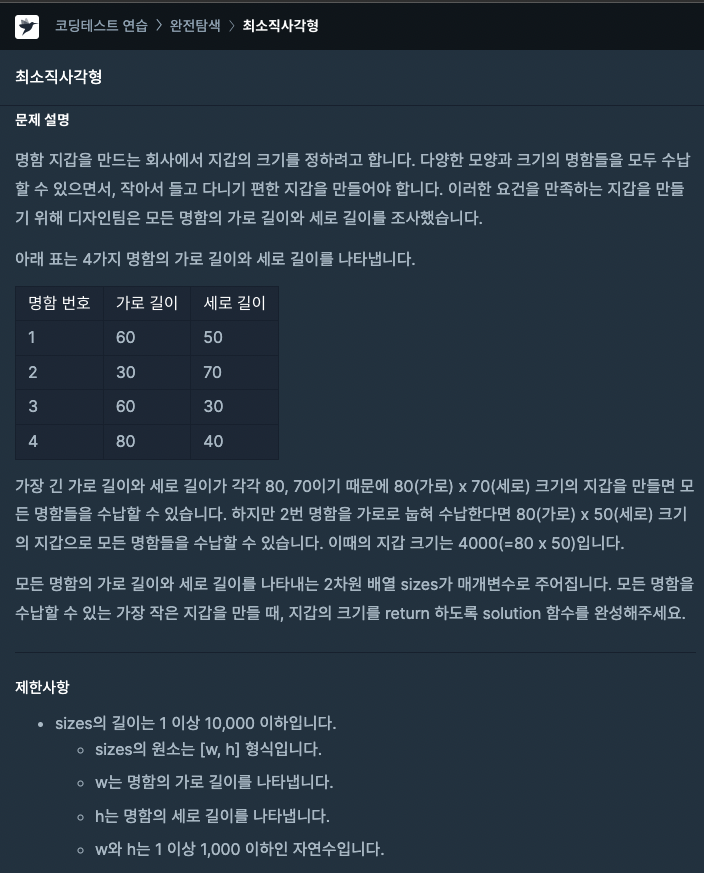 코딩테스트 연습 > 완전탐색 > 최소직사각형
최소직사각형
문제 설명
명함 지갑을 만드는 회사에서 지갑의 크기를 정하려고 합니다. 다양한 모양과 크기의 명함들을 모두 수납
할 수 있으면서, 작아서 들고 다니기 편한 지갑을 만들어야 합니다. 이러한 요건을 만족하는 지갑을 만들
기 위해 디자인팀은 모든 명함의 가로 길이와 세로 길이를 조사했습니다.
아래 표는 4가지 명함의 가로 길이와 세로 길이를 나타냅니다.
명함 번호 가로 길이 세로 길이
1 60 50
2 30 70
3 60 30
4 80 40
가장 긴 가로 길이와 세로 길이가 각각 80, 70이기 때문에 80(가로) x 70(세로) 크기의 지갑을 만들면 모
든 명함들을 수납할 수 있습니다. 하지만 2번 명함을 가로로 눕혀 수납한다면 80(가로) x 50(세로) 크기
의 지갑으로 모든 명함들을 수납할 수 있습니다. 이때의 지갑 크기는 4000(=80 x 50)입니다.
모든 명함의 가로 길이와 세로 길이를 나타내는 2차원 배열 sizes가 매개변수로 주어집니다. 모든 명함을
수납할 수 있는 가장 작은 지갑을 만들 때, 지갑의 크기를 return 하도록 solution 함수를 완성해주세요.
제한사항
• sizes의 길이는 1 이상 10,000 이하입니다.
◦ sizes의 원소는 [w, h] 형식입니다.
◦ w는 명함의 가로 길이를 나타냅니다.
◦ h는 명함의 세로 길이를 나타냅니다.
◦ w와 h는 1 이상 1,000 이하인 자연수입니다.